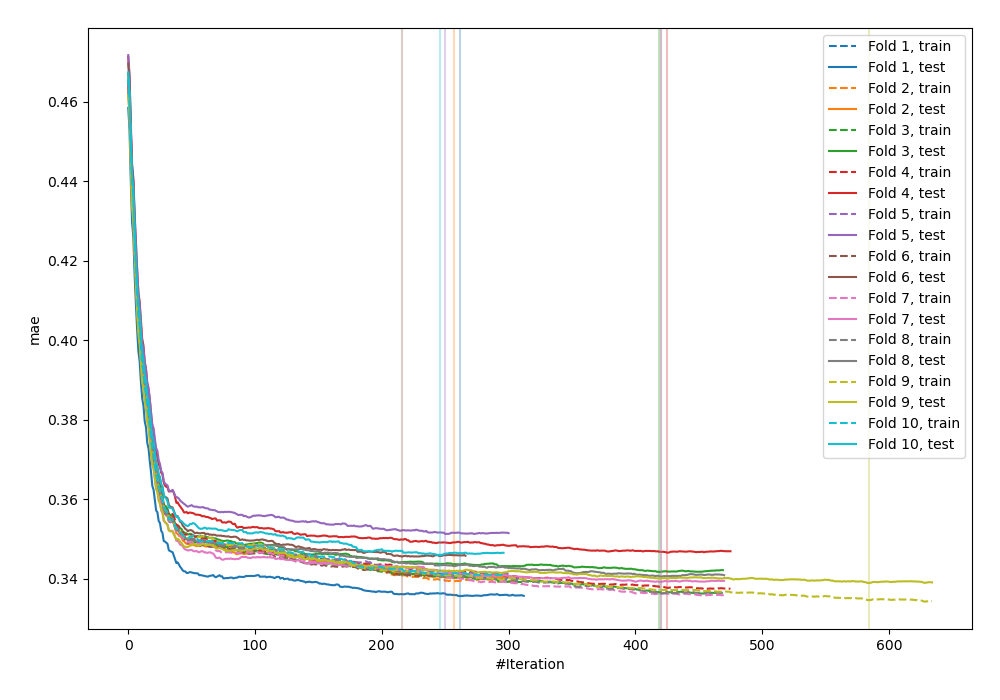 mae
0.46
0.44
0.42
0.40
0.38
0.36
0.34
0
100
200
300
400
500
600
#Iteration
Fold 1, train
Fold 1, test
Fold 2, train
Fold 2, test
Fold 3, train
Fold 3, test
Fold 4, train
Fold 4, test
Fold 5, train
Fold 5, test
Fold 6, train
Fold 6, test
Fold 7, train
Fold 7, test
Fold 8, train
Fold 8, test
Fold 9, train
Fold 9, test
Fold 10, train
Fold 10, test